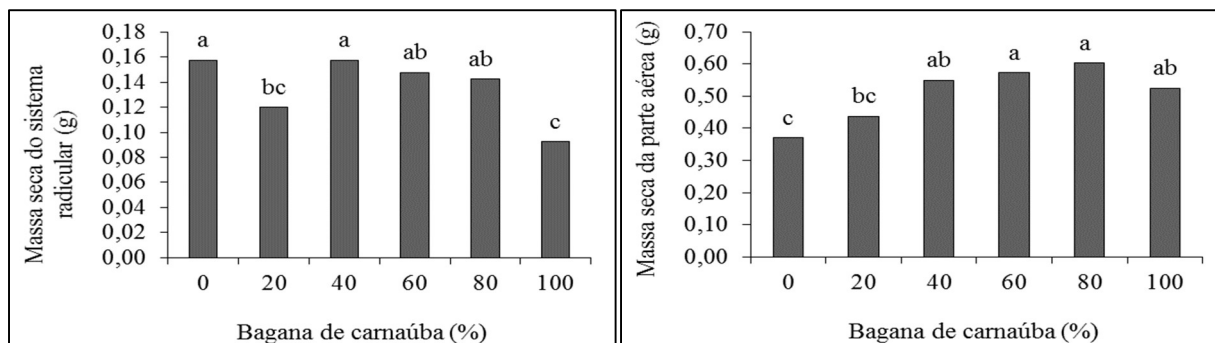 Massa seca do sistema
radicular (g)
0,18
0,16
0,14
0,12
0,10
0,08
0,06
0,04
0,02
0,00
a
bc
a
ab
ab
c
0
20
40
60
80
100
Bagana de carnaúba (%)
Massa seca da parte aérea (g)
0,70
0,60
0,50
0,40
0,30
0,20
0,10
0,00
c
bc
ab
a
a
ab
0
20
40
60
80
100
Bagana de carnaúba (%)